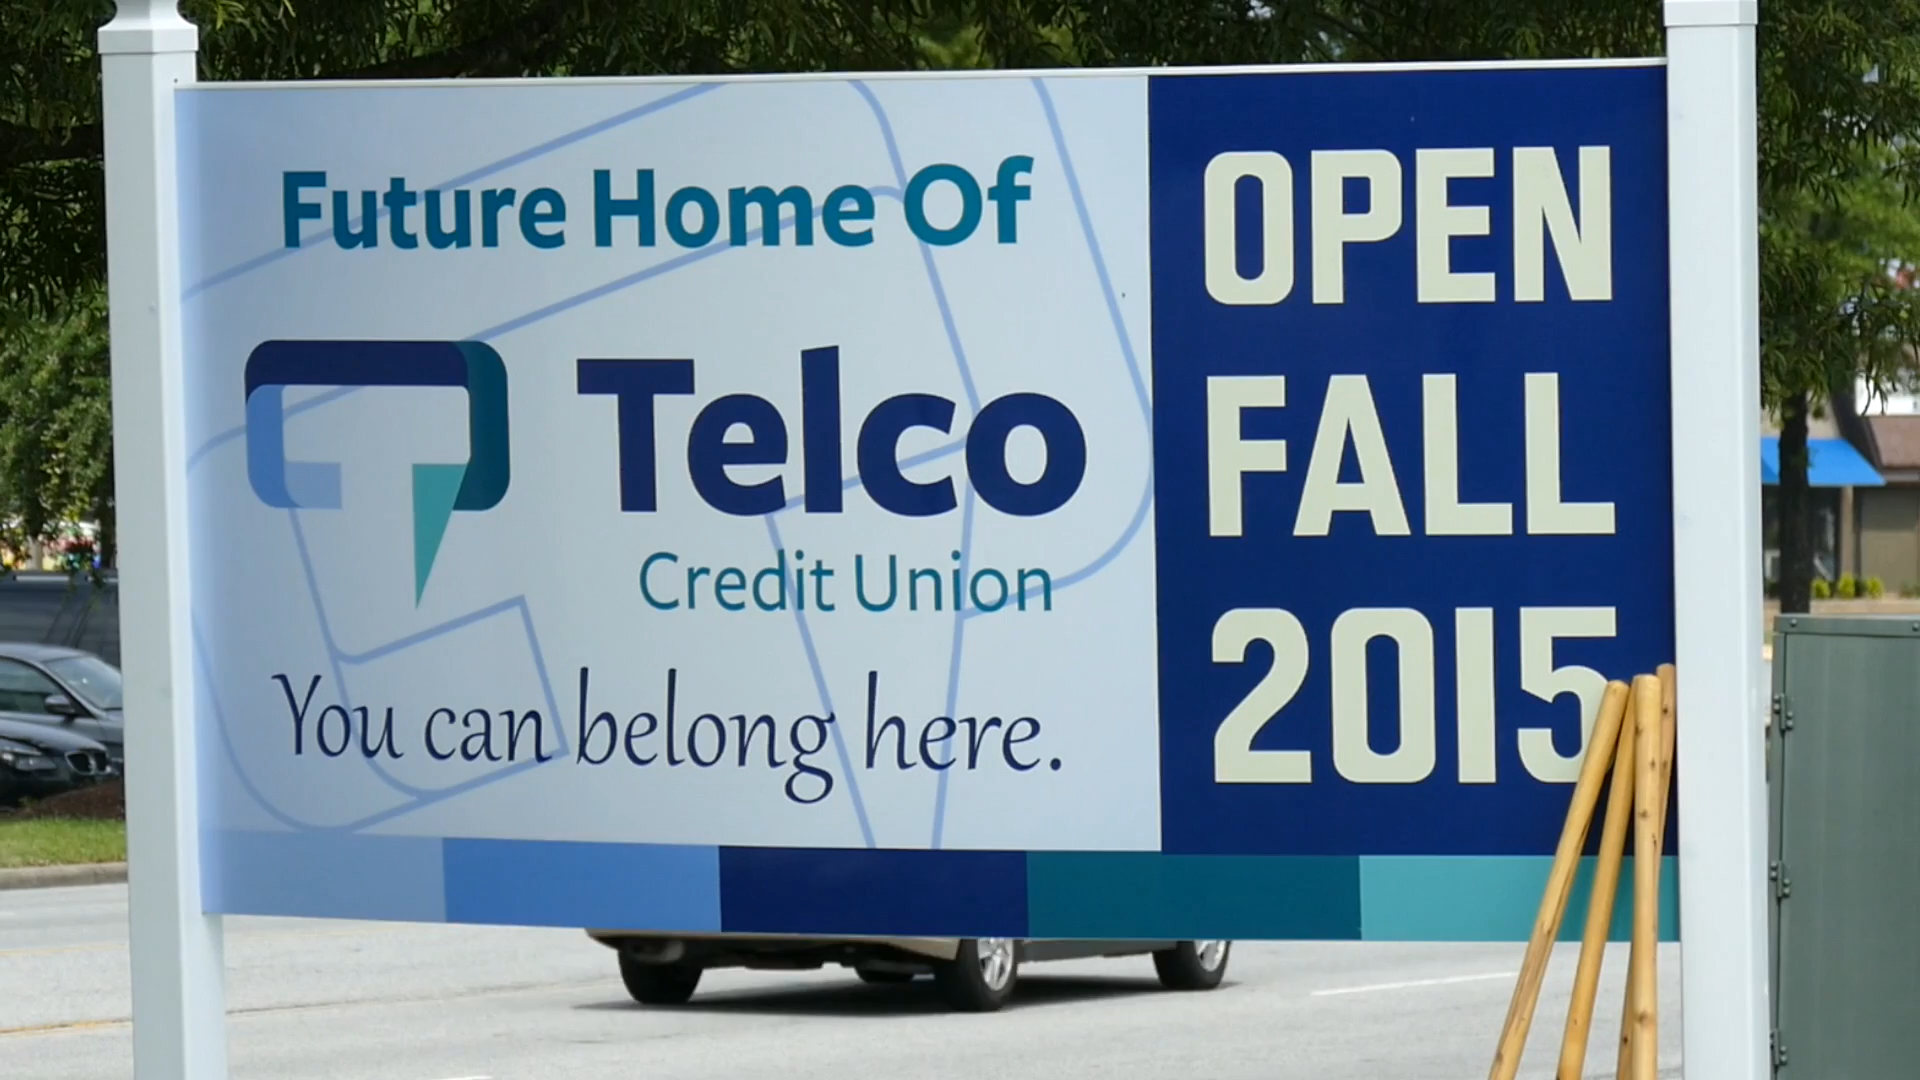 Future Home Of
Telco
Credit Union
You can belong here.
OPEN
FALL
2015